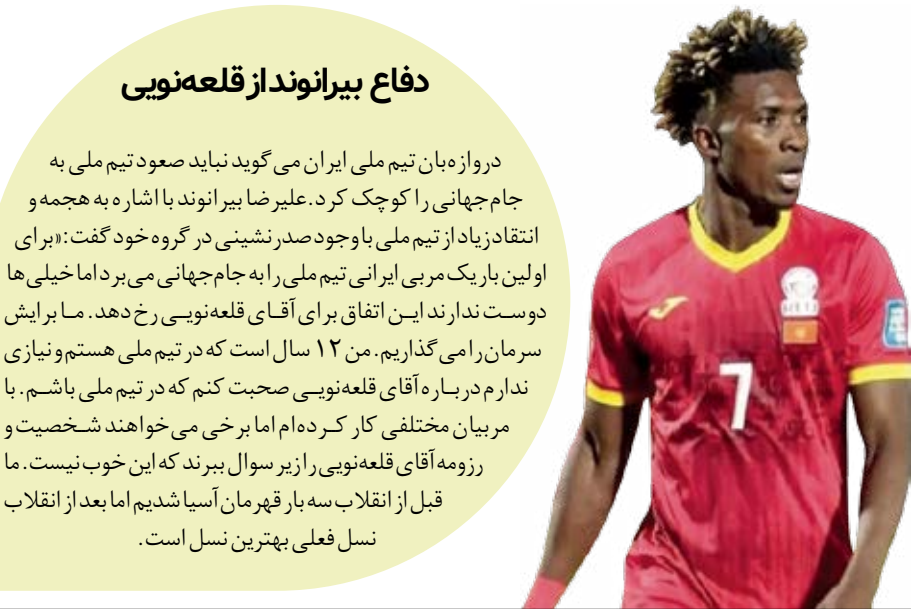 دفاع بیرانوند از قلعه‌نویی
دروازه‌بان تیم ملی ایران می گوید نباید صعود تیم ملی به
جام‌جهانی را کوچک کرد. علیرضا بیرانوند با اشاره به هجمه و
انتقاد زیاد از تیم ملی با وجود صدرنشینی در گروه خود گفت: «برای
اولین بار یک مربی ایرانی تیم ملی را به جام‌جهانی می‌برد اما خیلی ها
دوست ندارند این اتفاق برای آقای قلعه‌نویی رخ دهد. ما برایش
سرمان را می گذاریم. من ۱۲ سال است که در تیم ملی هستم و نیازی
ندارم درباره آقای قلعه‌نویی صحبت کنم که در تیم ملی باشم. با
مربیان مختلفی کار کرده‌ام اما برخی می خواهند شخصیت و
رزومه آقای قلعه‌نویی را زیر سوال ببرند که این خوب نیست. ما
قبل از انقلاب سه بار قهرمان آسیا شدیم اما بعد از انقلاب
نسل فعلی بهترین نسل است.
7